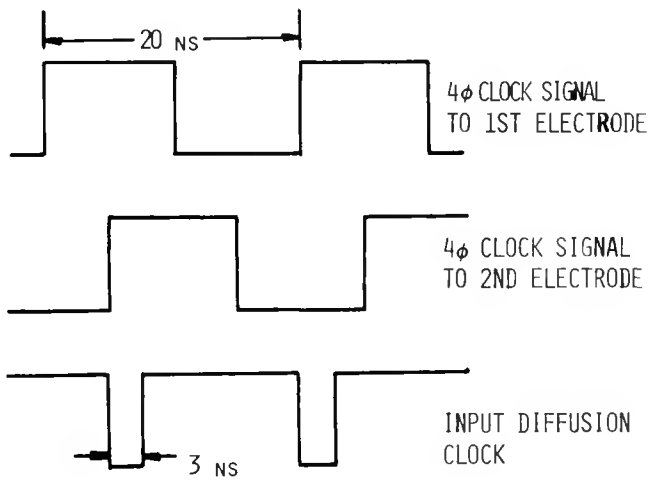 20 NS
4φ CLOCK SIGNAL
TO 1ST ELECTRODE
4φ CLOCK SIGNAL
TO 2ND ELECTRODE
INPUT DIFFUSION
CLOCK
3 NS